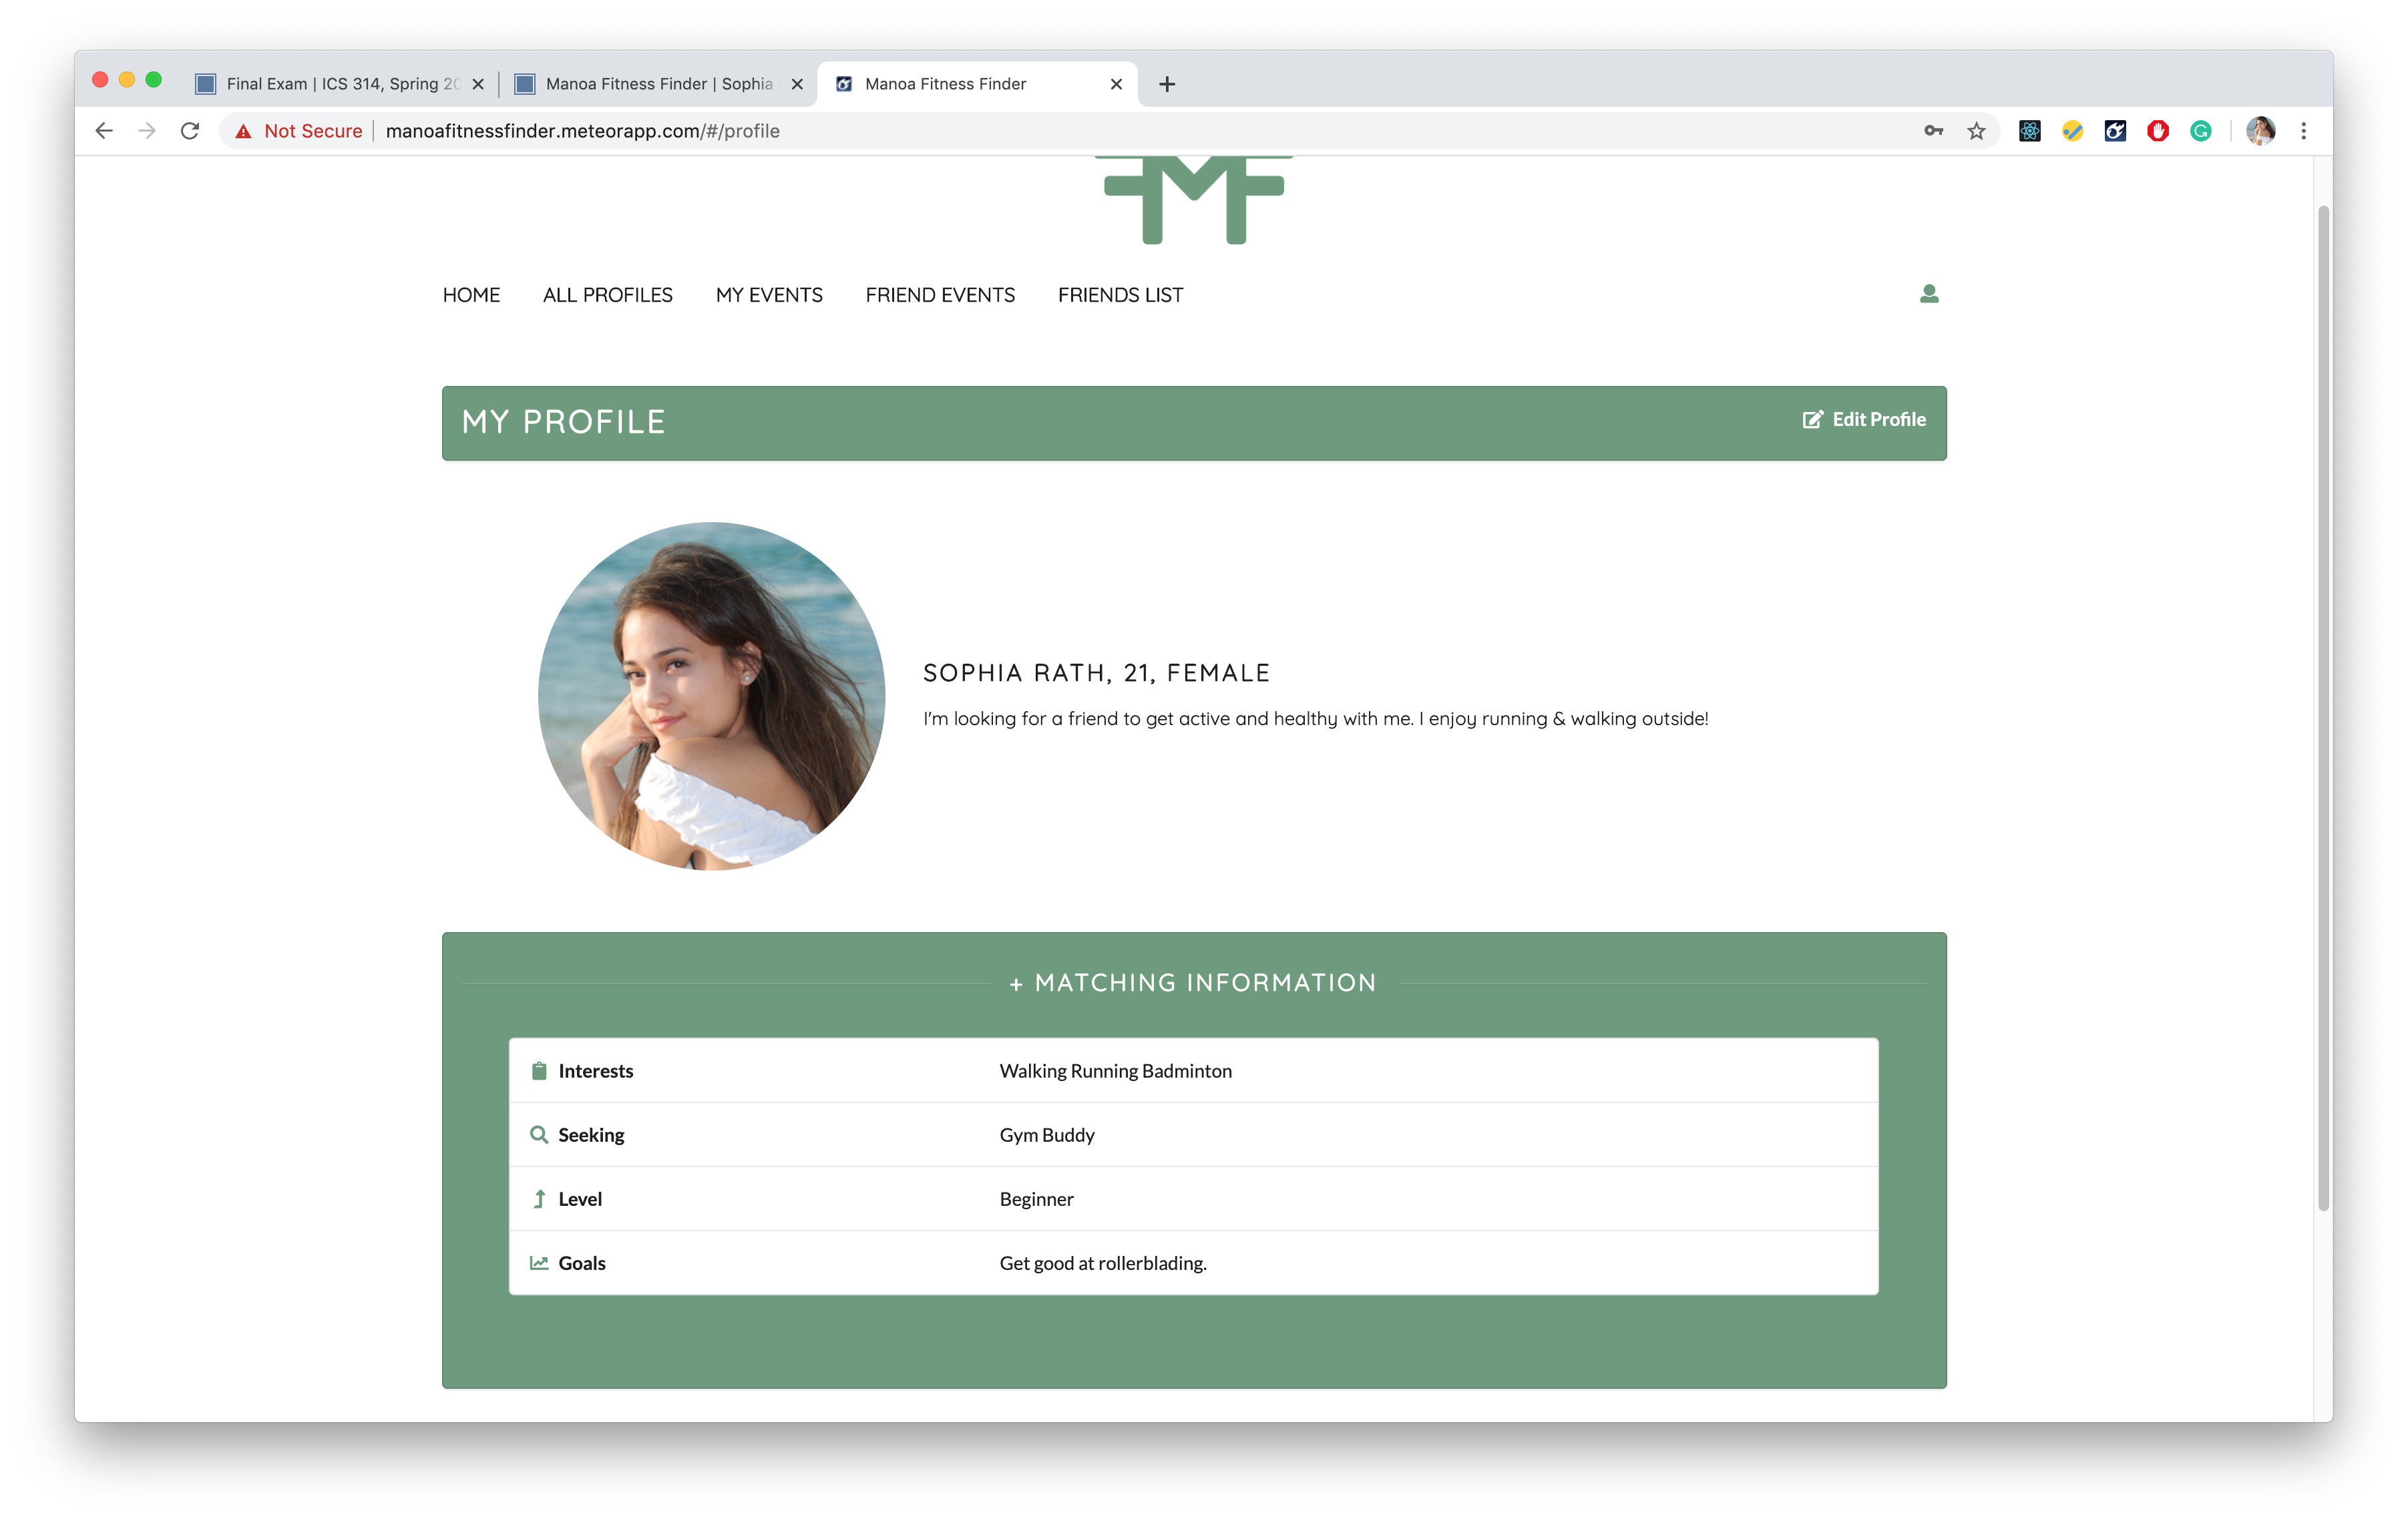 Final Exam | ICS 314, Spring 20
Manoa Fitness Finder | Sophia
Manoa Fitness Finder
Not Secure
manoafitnessfinder.meteorapp.com/#/profile
M
HOME
ALL PROFILES
MY EVENTS
FRIEND EVENTS
FRIENDS LIST
MY PROFILE
Edit Profile
SOPHIA RATH, 21, FEMALE
I'm looking for a friend to get active and healthy with me. I enjoy running & walking outside!
+ MATCHING INFORMATION
Interests
Walking Running Badminton
Seeking
Gym Buddy
Level
Beginner
Goals
Get good at rollerblading.